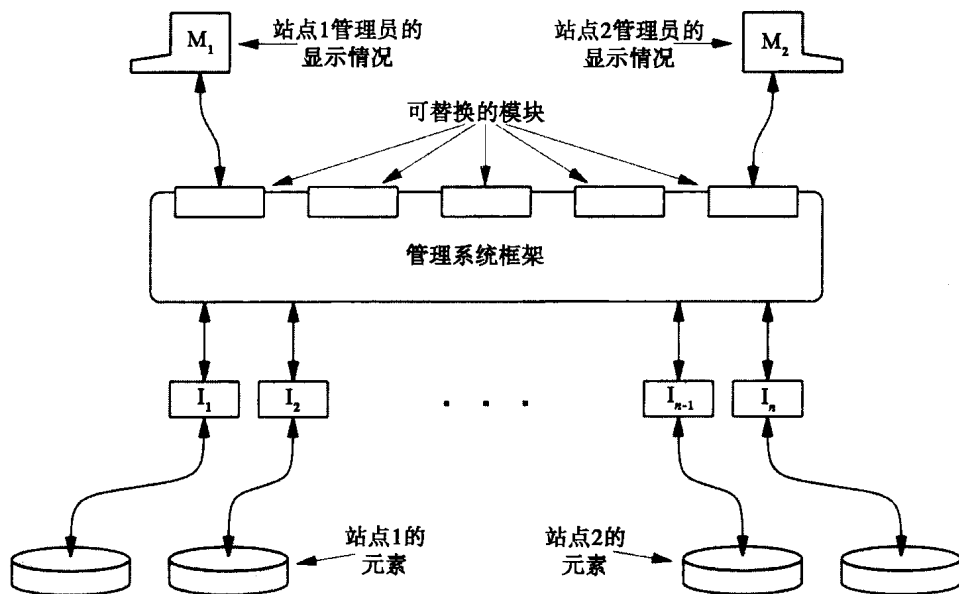 M₁
站点1管理员的
显示情况
站点2管理员的
显示情况
M₂
可替换的模块
管理系统框架
I₁
I₂
. . .
Iₙ₋₁
Iₙ
站点1的
元素
站点2的
元素